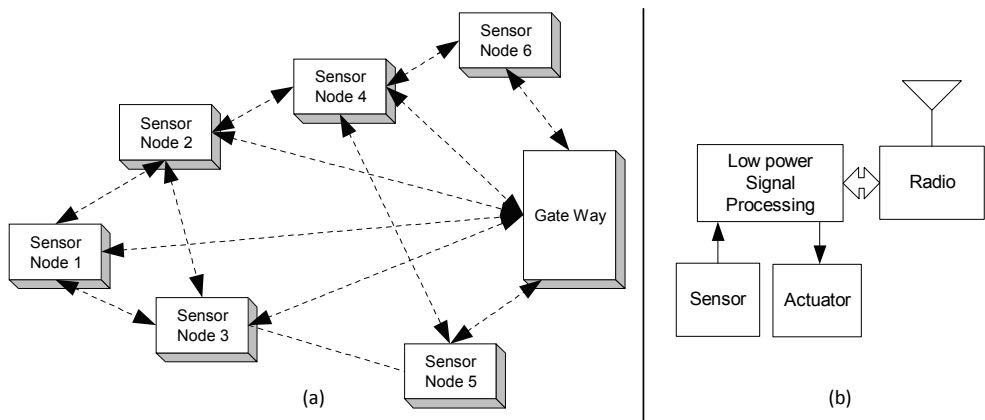 Sensor
Node 6
Sensor
Node 4
Sensor
Node 2
Gate Way
Sensor
Node 1
Sensor
Node 3
Sensor
Node 5
(a)
Low power
Signal
Processing
Radio
Sensor
Actuator
(b)